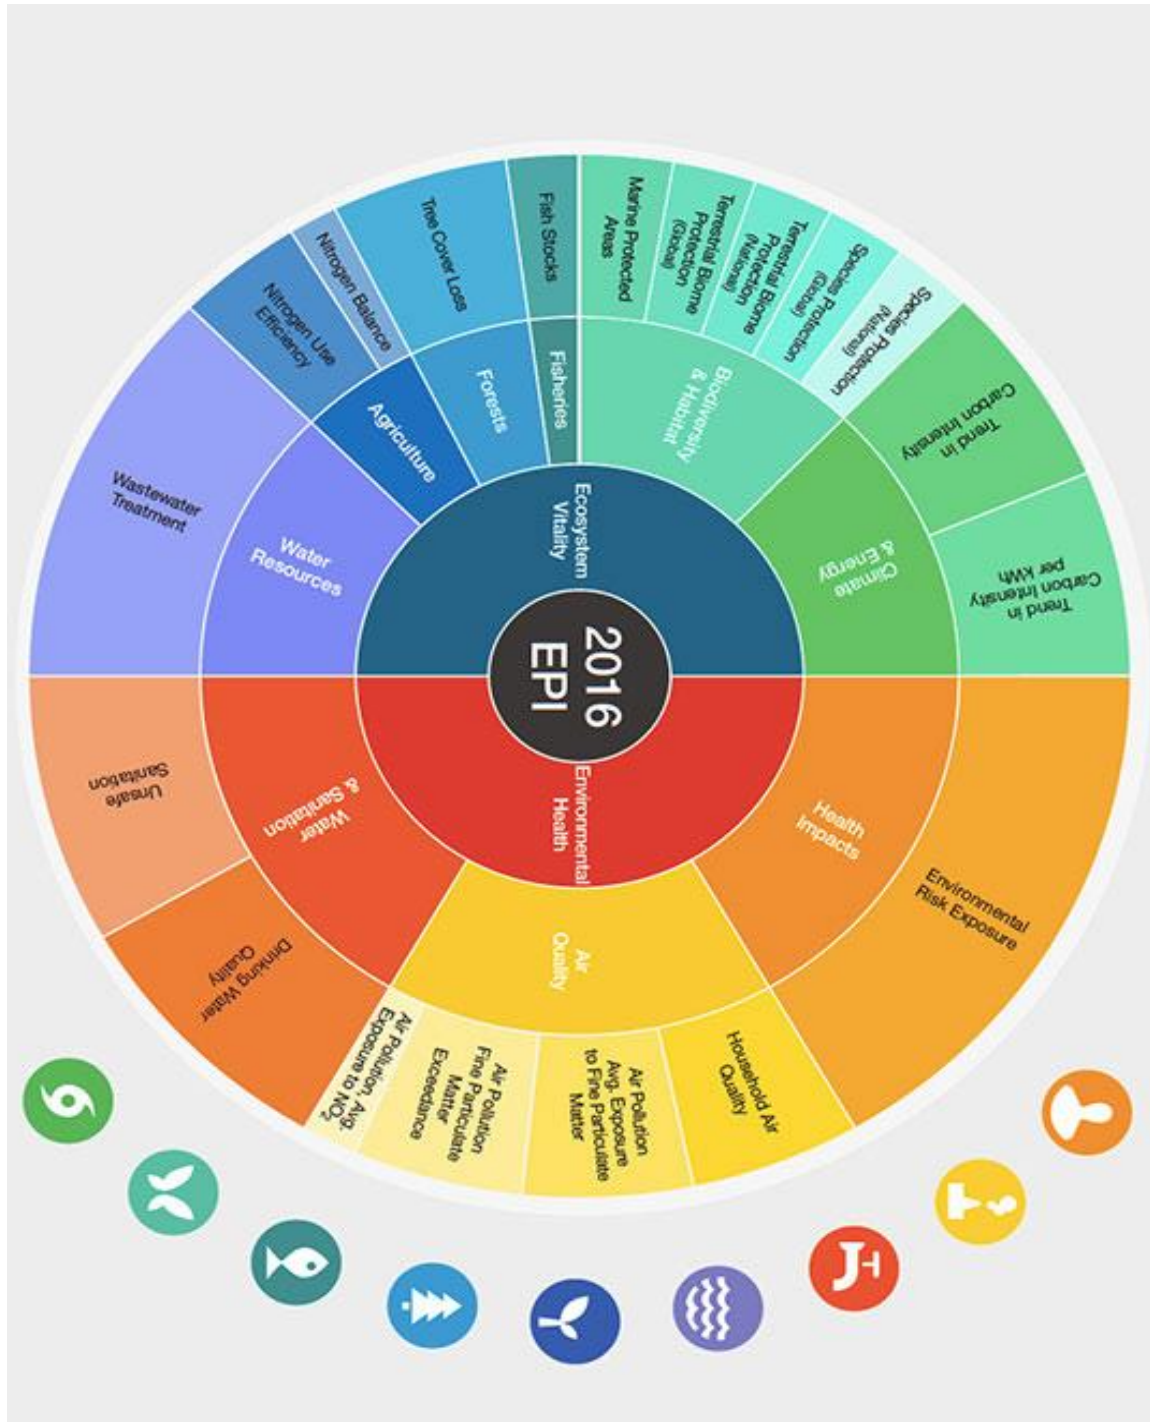 2016
EPI
Environmental
Health
Health
Impacts
Environmental
Risk Exposure
Air
Quality
Household Air
Quality
Air Pollution
Avg. Exposure
to Fine Particulate
Matter
Air Pollution
Fine Particulate
Matter
Exceedance
Air Pollution, Avg.
Exposure to NO₂
Water
& Sanitation
Drinking Water
Quality
Unsafe
Sanitation
Ecosystem
Vitality
Water
Resources
Wastewater
Treatment
Agriculture
Nitrogen Use
Efficiency
Nitrogen Balance
Forests
Tree Cover Loss
Fisheries
Fish Stocks
Biodiversity
& Habitat
Marine Protected
Areas
Terrestrial Biome
Protection
(Global)
Terrestrial Biome
Protection
(National)
Species Protection
(Global)
Species Protection
(National)
Climate
& Energy
Trend in
Carbon Intensity
Trend in
Carbon Intensity
per kWh